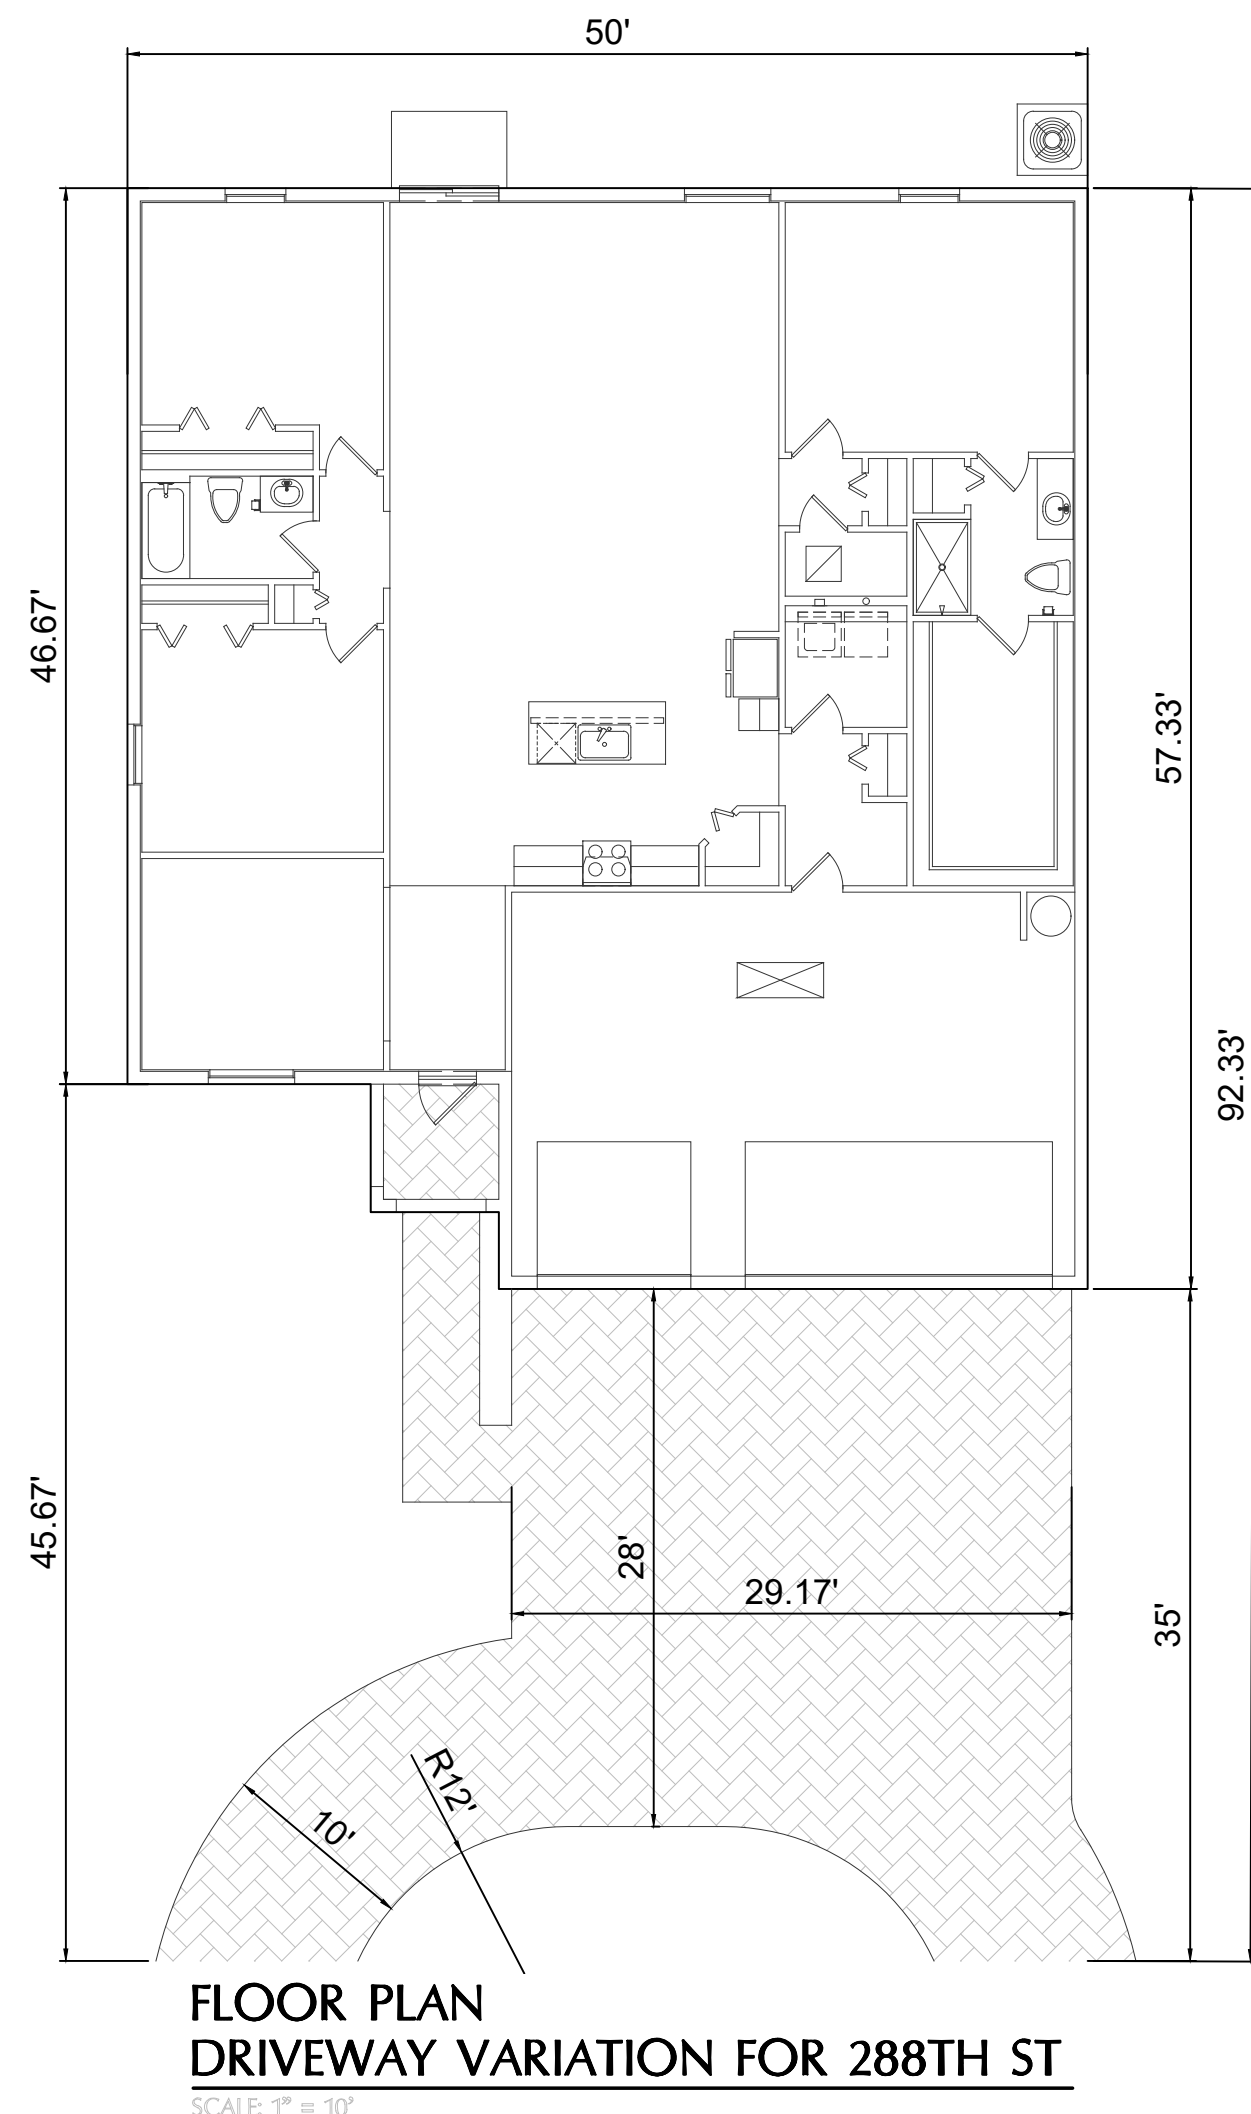 50'
46.67'
57.33'
92.33'
45.67'
28'
29.17'
35'
R12'
10'
FLOOR PLAN
DRIVEWAY VARIATION FOR 288TH ST
SCALE: 1" = 10'